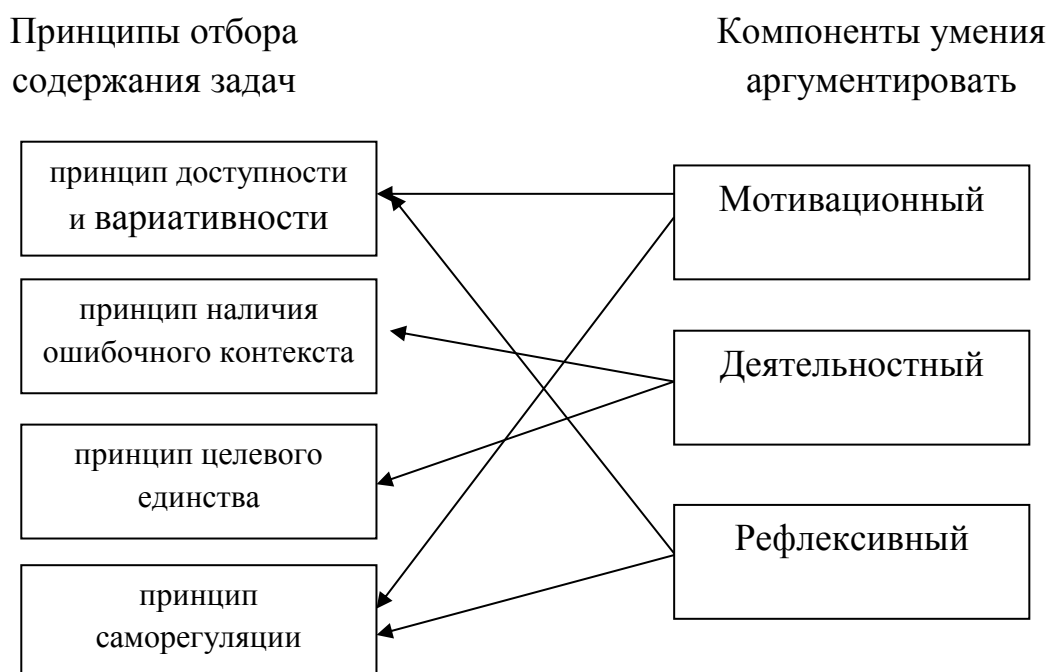 Принципы отбора
содержания задач
Компоненты умения
аргументировать
принцип доступности
и вариативности
принцип наличия
ошибочного контекста
принцип целевого
единства
принцип
саморегуляции
Мотивационный
Деятельностный
Рефлексивный